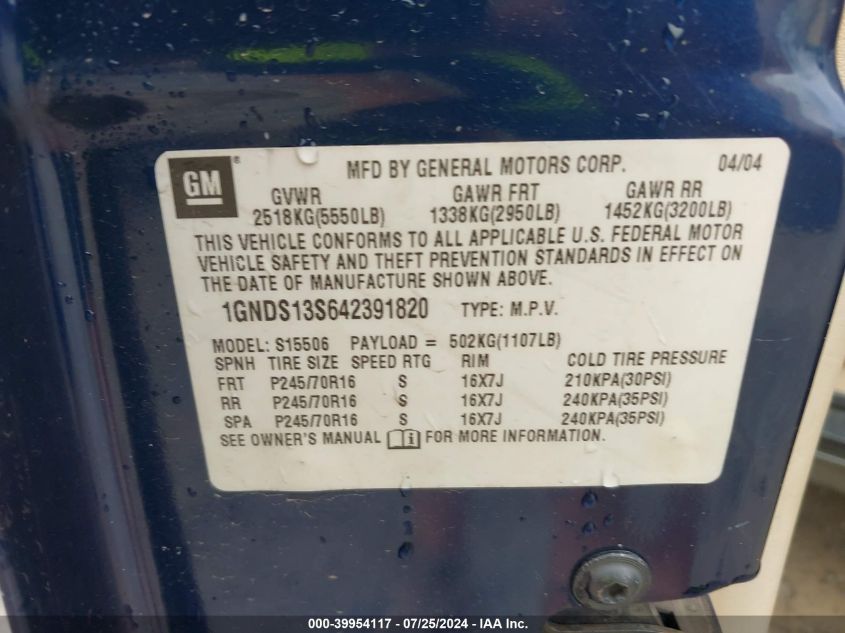 GM ® MFD BY GENERAL MOTORS CORP. 04/04
GVWR GAWR FRT GAWR RR
2518KG(5550LB) 1338KG(2950LB) 1452KG(3200LB)
THIS VEHICLE CONFORMS TO ALL APPLICABLE U.S. FEDERAL MOTOR
VEHICLE SAFETY AND THEFT PREVENTION STANDARDS IN EFFECT ON
THE DATE OF MANUFACTURE SHOWN ABOVE.
1GNDS13S642391820 TYPE: M.P.V.
MODEL: S15506 PAYLOAD = 502KG(1107LB)
SPNH TIRE SIZE SPEED RTG RIM COLD TIRE PRESSURE
FRT P245/70R16 S 16X7J 210KPA(30PSI)
RR P245/70R16 S 16X7J 240KPA(35PSI)
SPA P245/70R16 S 16X7J 240KPA(35PSI)
SEE OWNER'S MANUAL i FOR MORE INFORMATION.
000-39954117 - 07/25/2024 - IAA Inc.